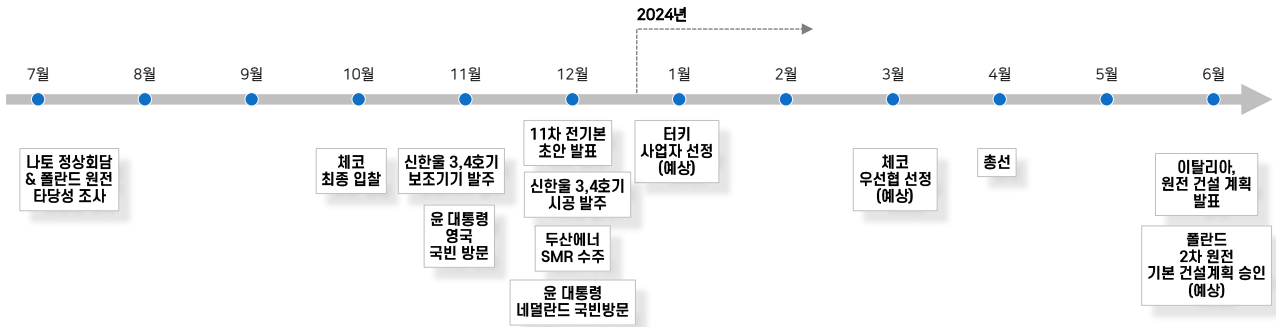 2024년
7월
8월
9월
10월
11월
12월
1월
2월
3월
4월
5월
6월
나토 정상회담
& 폴란드 원전
타당성 조사
체코
최종 입찰
신한울 3,4호기
보조기기 발주
윤 대통령
영국
국빈 방문
11차 전기본
초안 발표
신한울 3,4호기
시공 발주
두산에너
SMR 수주
윤 대통령
네덜란드 국빈방문
터키
사업자 선정
(예상)
체코
우선협 선정
(예상)
총선
이탈리아,
원전 건설 계획
발표
폴란드
2차 원전
기본 건설계획 승인
(예상)